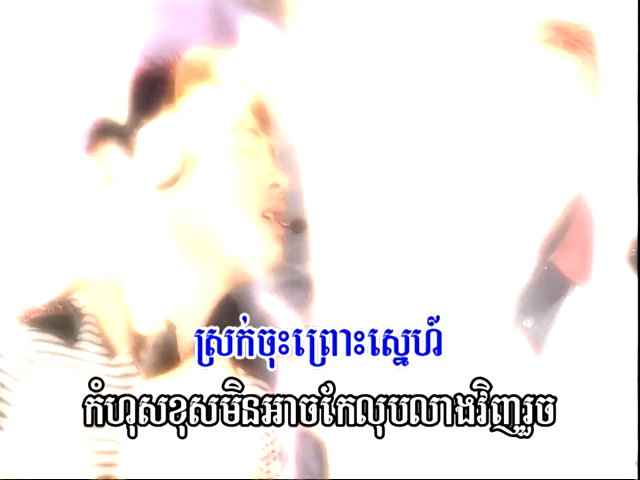 ស្រក់ចុះព្រោះស្នេហ៍
កំហុសខុសមិនអាចកែលុបលាងវិញរួច